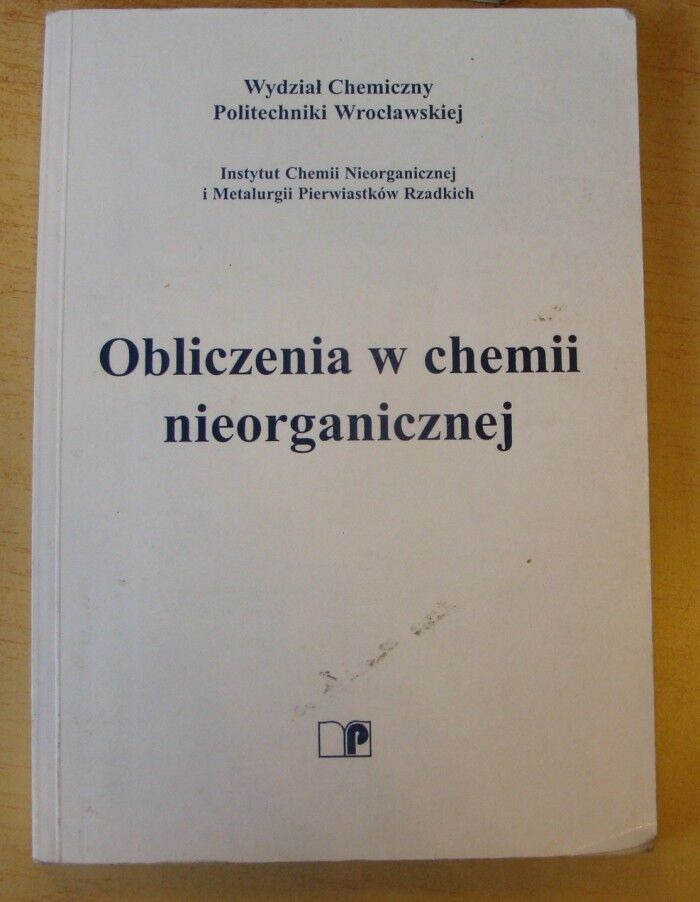 Wydział Chemiczny
Politechniki Wrocławskiej
Instytut Chemii Nieorganicznej
i Metalurgii Pierwiastków Rzadkich
Obliczenia w chemii
nieorganicznej
P